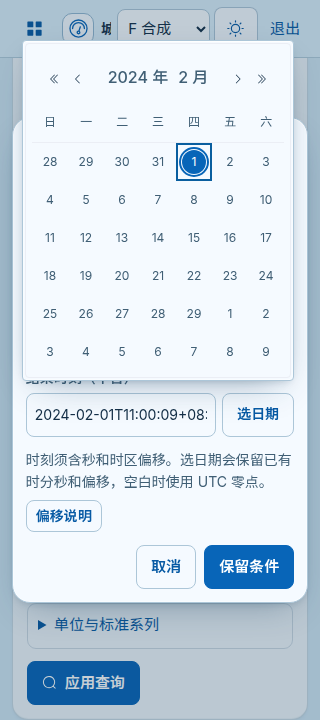 F 合成
退出
2024 年 2 月
日 一 二 三 四 五 六
28 29 30 31 1 2 3
4 5 6 7 8 9 10
11 12 13 14 15 16 17
18 19 20 21 22 23 24
25 26 27 28 29 1 2
3 4 5 6 7 8 9
2024-02-01T11:00:09+08:
选日期
时刻须含秒和时区偏移。选日期会保留已有
时分秒和偏移，空白时使用 UTC 零点。
偏移说明
取消
保留条件
单位与标准系列
应用查询